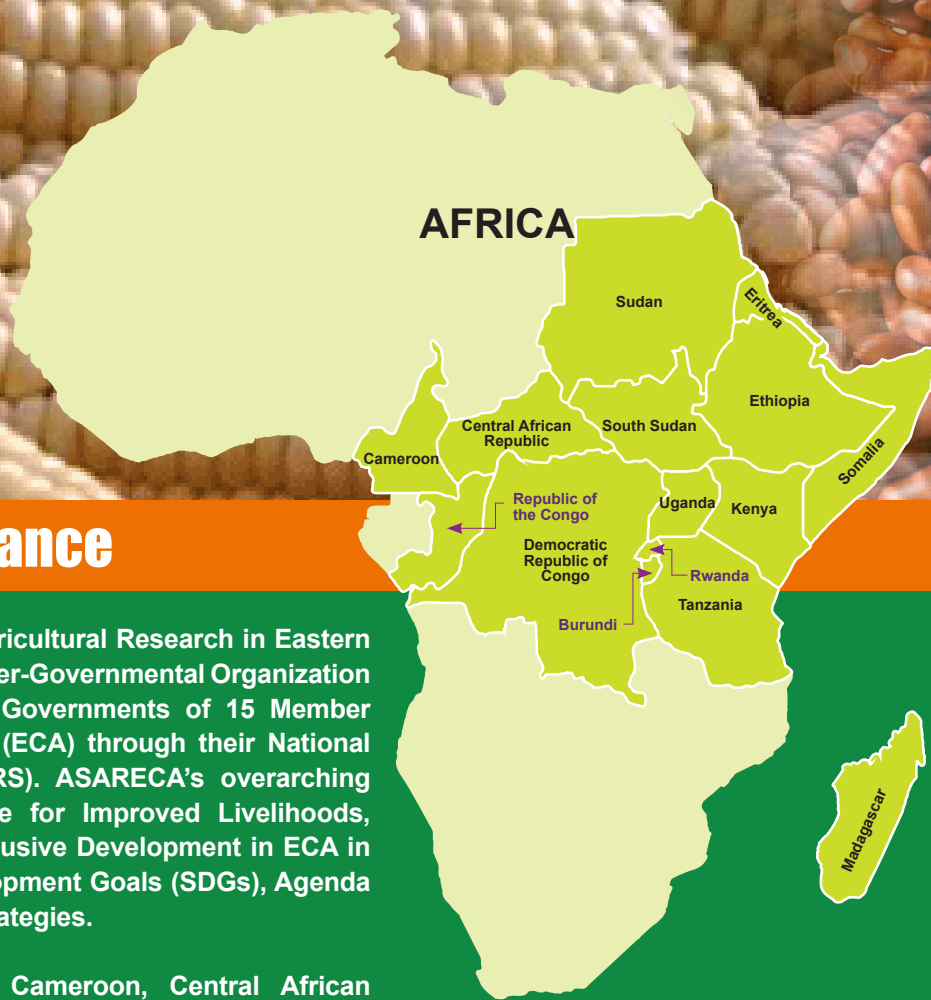 AFRICA
Sudan
Eritrea
Ethiopia
Central African
Republic
South Sudan
Cameroon
Somalia
Uganda
Kenya
Republic of
the Congo
Democratic
Republic of
Congo
Rwanda
Tanzania
Burundi
Madagascar
ance
ricultural Research in Eastern
er-Governmental Organization
Governments of 15 Member
(ECA) through their National
RS). ASARECA's overarching
e for Improved Livelihoods,
usive Development in ECA in
opment Goals (SDGs), Agenda
ategies.
Cameroon, Central African